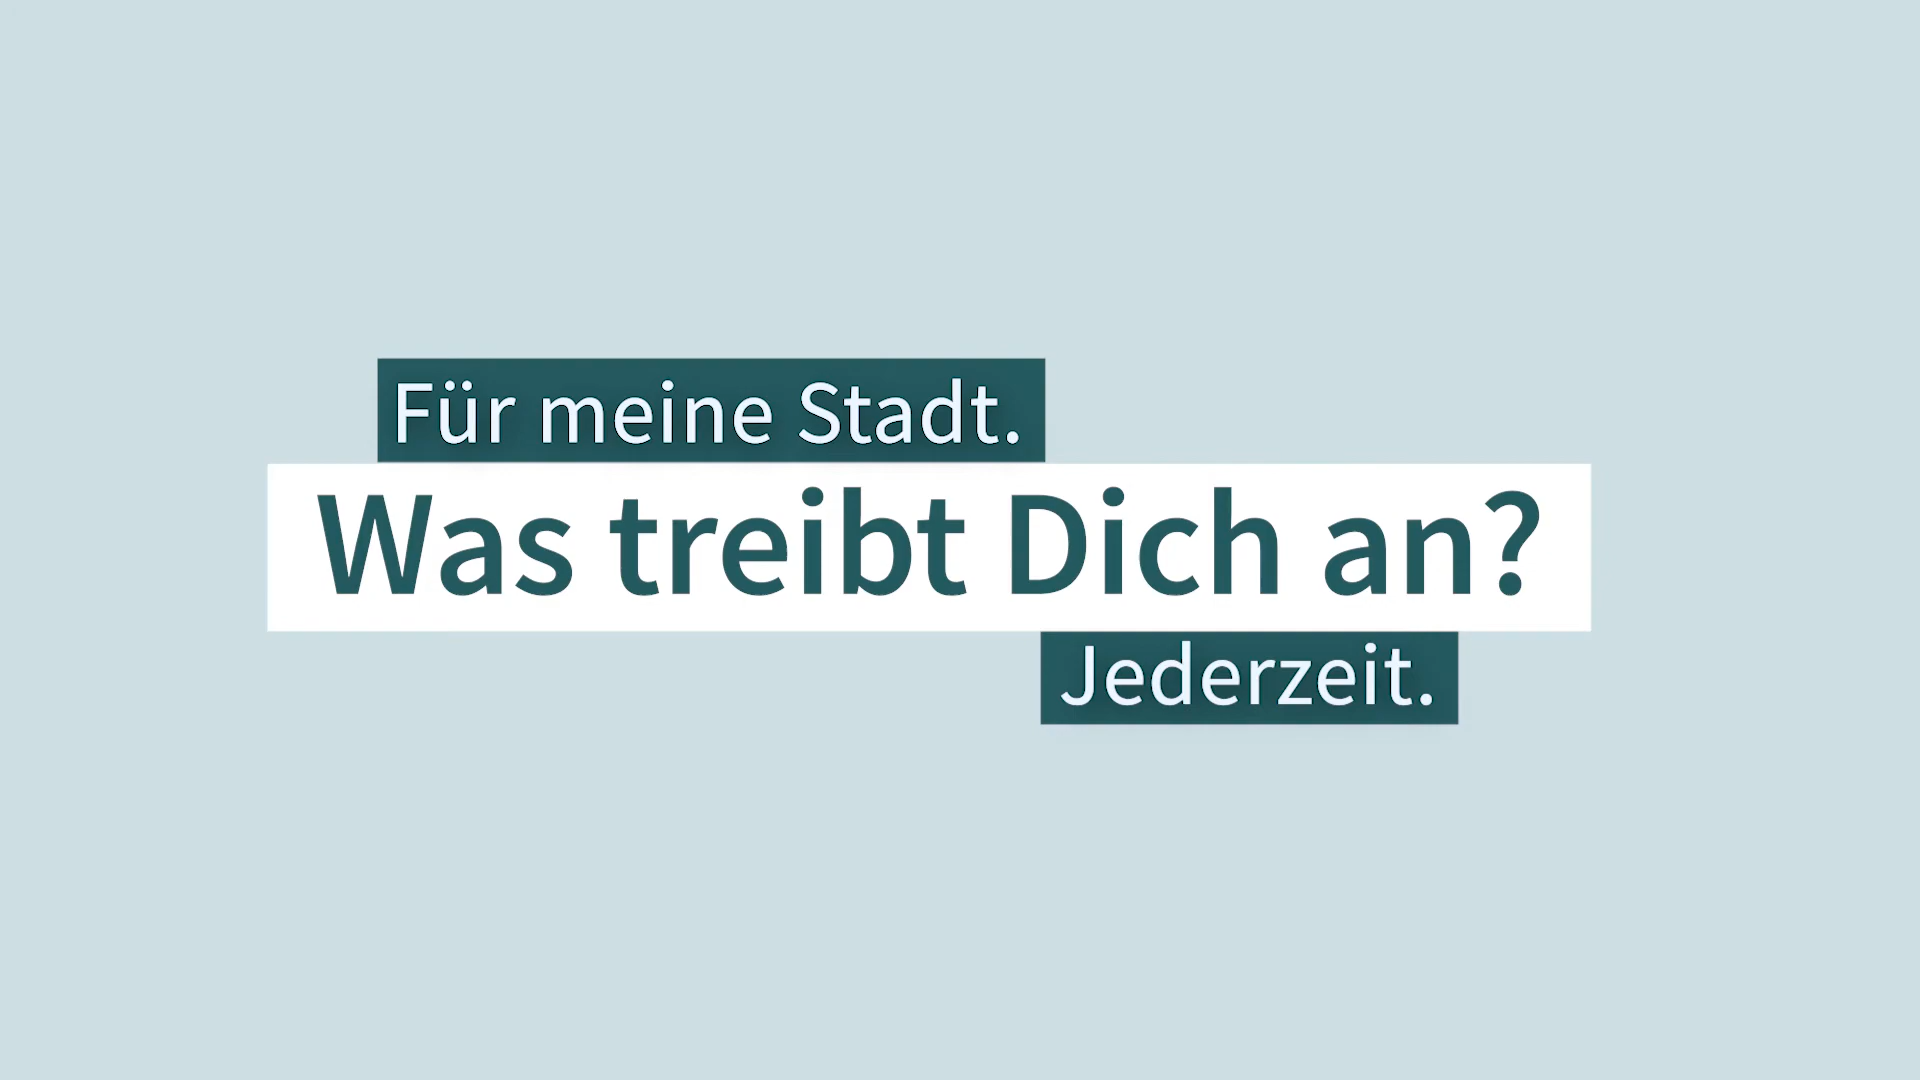 Für meine Stadt.
Was treibt Dich an?
Jederzeit.